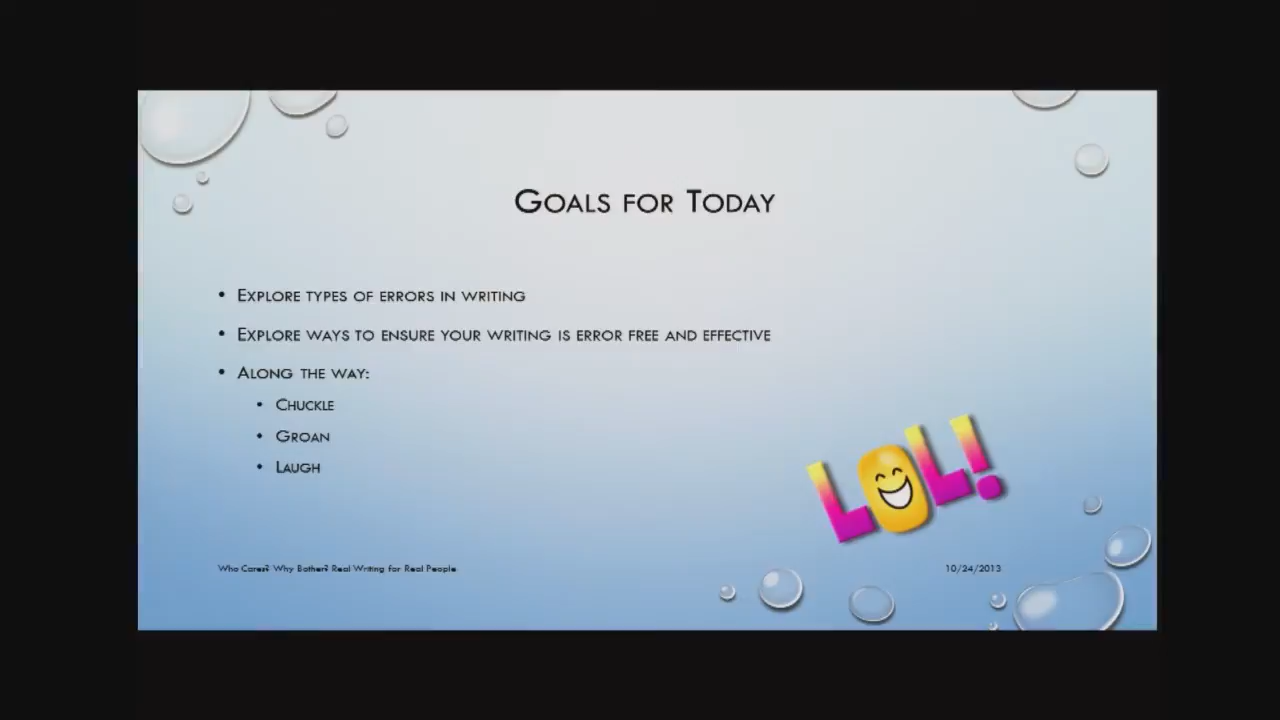 Goals for Today
• Explore types of errors in writing
• Explore ways to ensure your writing is error free and effective
• Along the way:
• Chuckle
• Groan
• Laugh
LOL!
Who Cares? Why Bother? Real Writing for Real People
10/24/2013